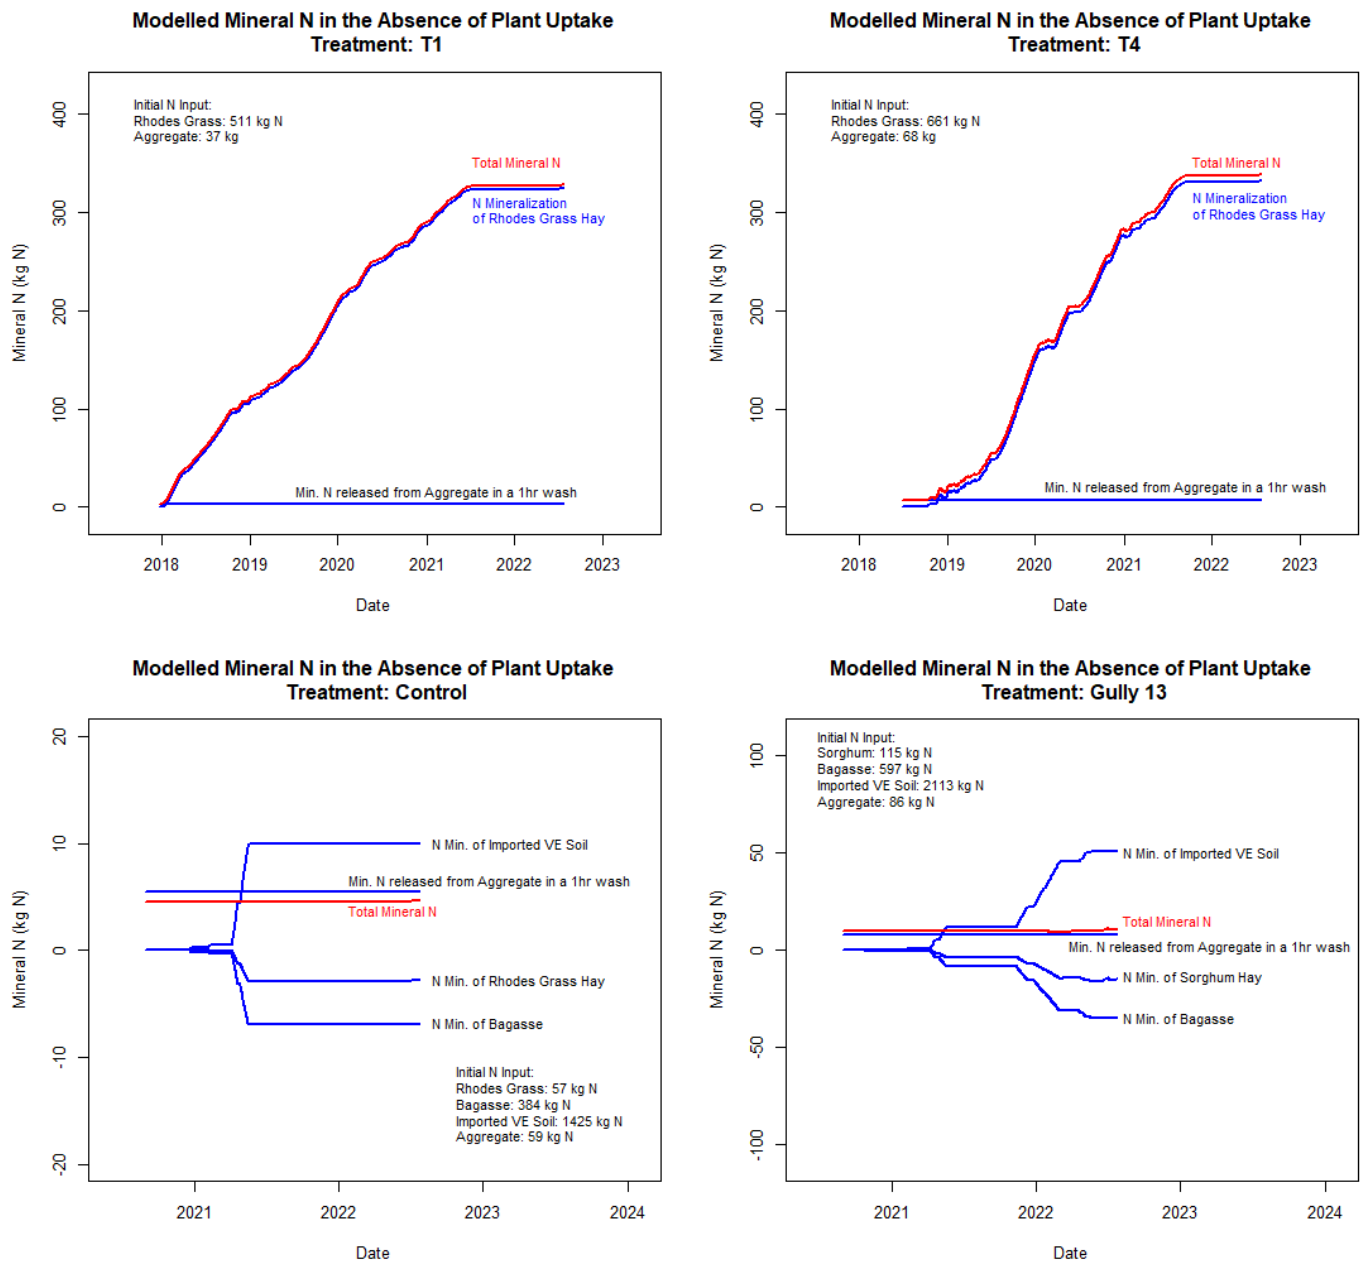 Modelled Mineral N in the Absence of Plant Uptake
Treatment: T1
Initial N Input:
Rhodes Grass: 511 kg N
Aggregate: 37 kg
Total Mineral N
N Mineralization
of Rhodes Grass Hay
Min. N released from Aggregate in a 1hr wash
Mineral N (kg N)
400
300
200
100
0
2018 2019 2020 2021 2022 2023
Date
Modelled Mineral N in the Absence of Plant Uptake
Treatment: T4
Initial N Input:
Rhodes Grass: 661 kg N
Aggregate: 68 kg
Total Mineral N
N Mineralization
of Rhodes Grass Hay
Min. N released from Aggregate in a 1hr wash
Mineral N (kg N)
400
300
200
100
0
2018 2019 2020 2021 2022 2023
Date
Modelled Mineral N in the Absence of Plant Uptake
Treatment: Control
N Min. of Imported VE Soil
Min. N released from Aggregate in a 1hr wash
Total Mineral N
N Min. of Rhodes Grass Hay
N Min. of Bagasse
Initial N Input:
Rhodes Grass: 57 kg N
Bagasse: 384 kg N
Imported VE Soil: 1425 kg N
Aggregate: 59 kg N
Mineral N (kg N)
20
10
0
-10
-20
2021 2022 2023 2024
Date
Modelled Mineral N in the Absence of Plant Uptake
Treatment: Gully 13
Initial N Input:
Sorghum: 115 kg N
Bagasse: 597 kg N
Imported VE Soil: 2113 kg N
Aggregate: 86 kg N
N Min. of Imported VE Soil
Total Mineral N
Min. N released from Aggregate in a 1hr wash
N Min. of Sorghum Hay
N Min. of Bagasse
Mineral N (kg N)
100
50
0
-50
-100
2021 2022 2023 2024
Date